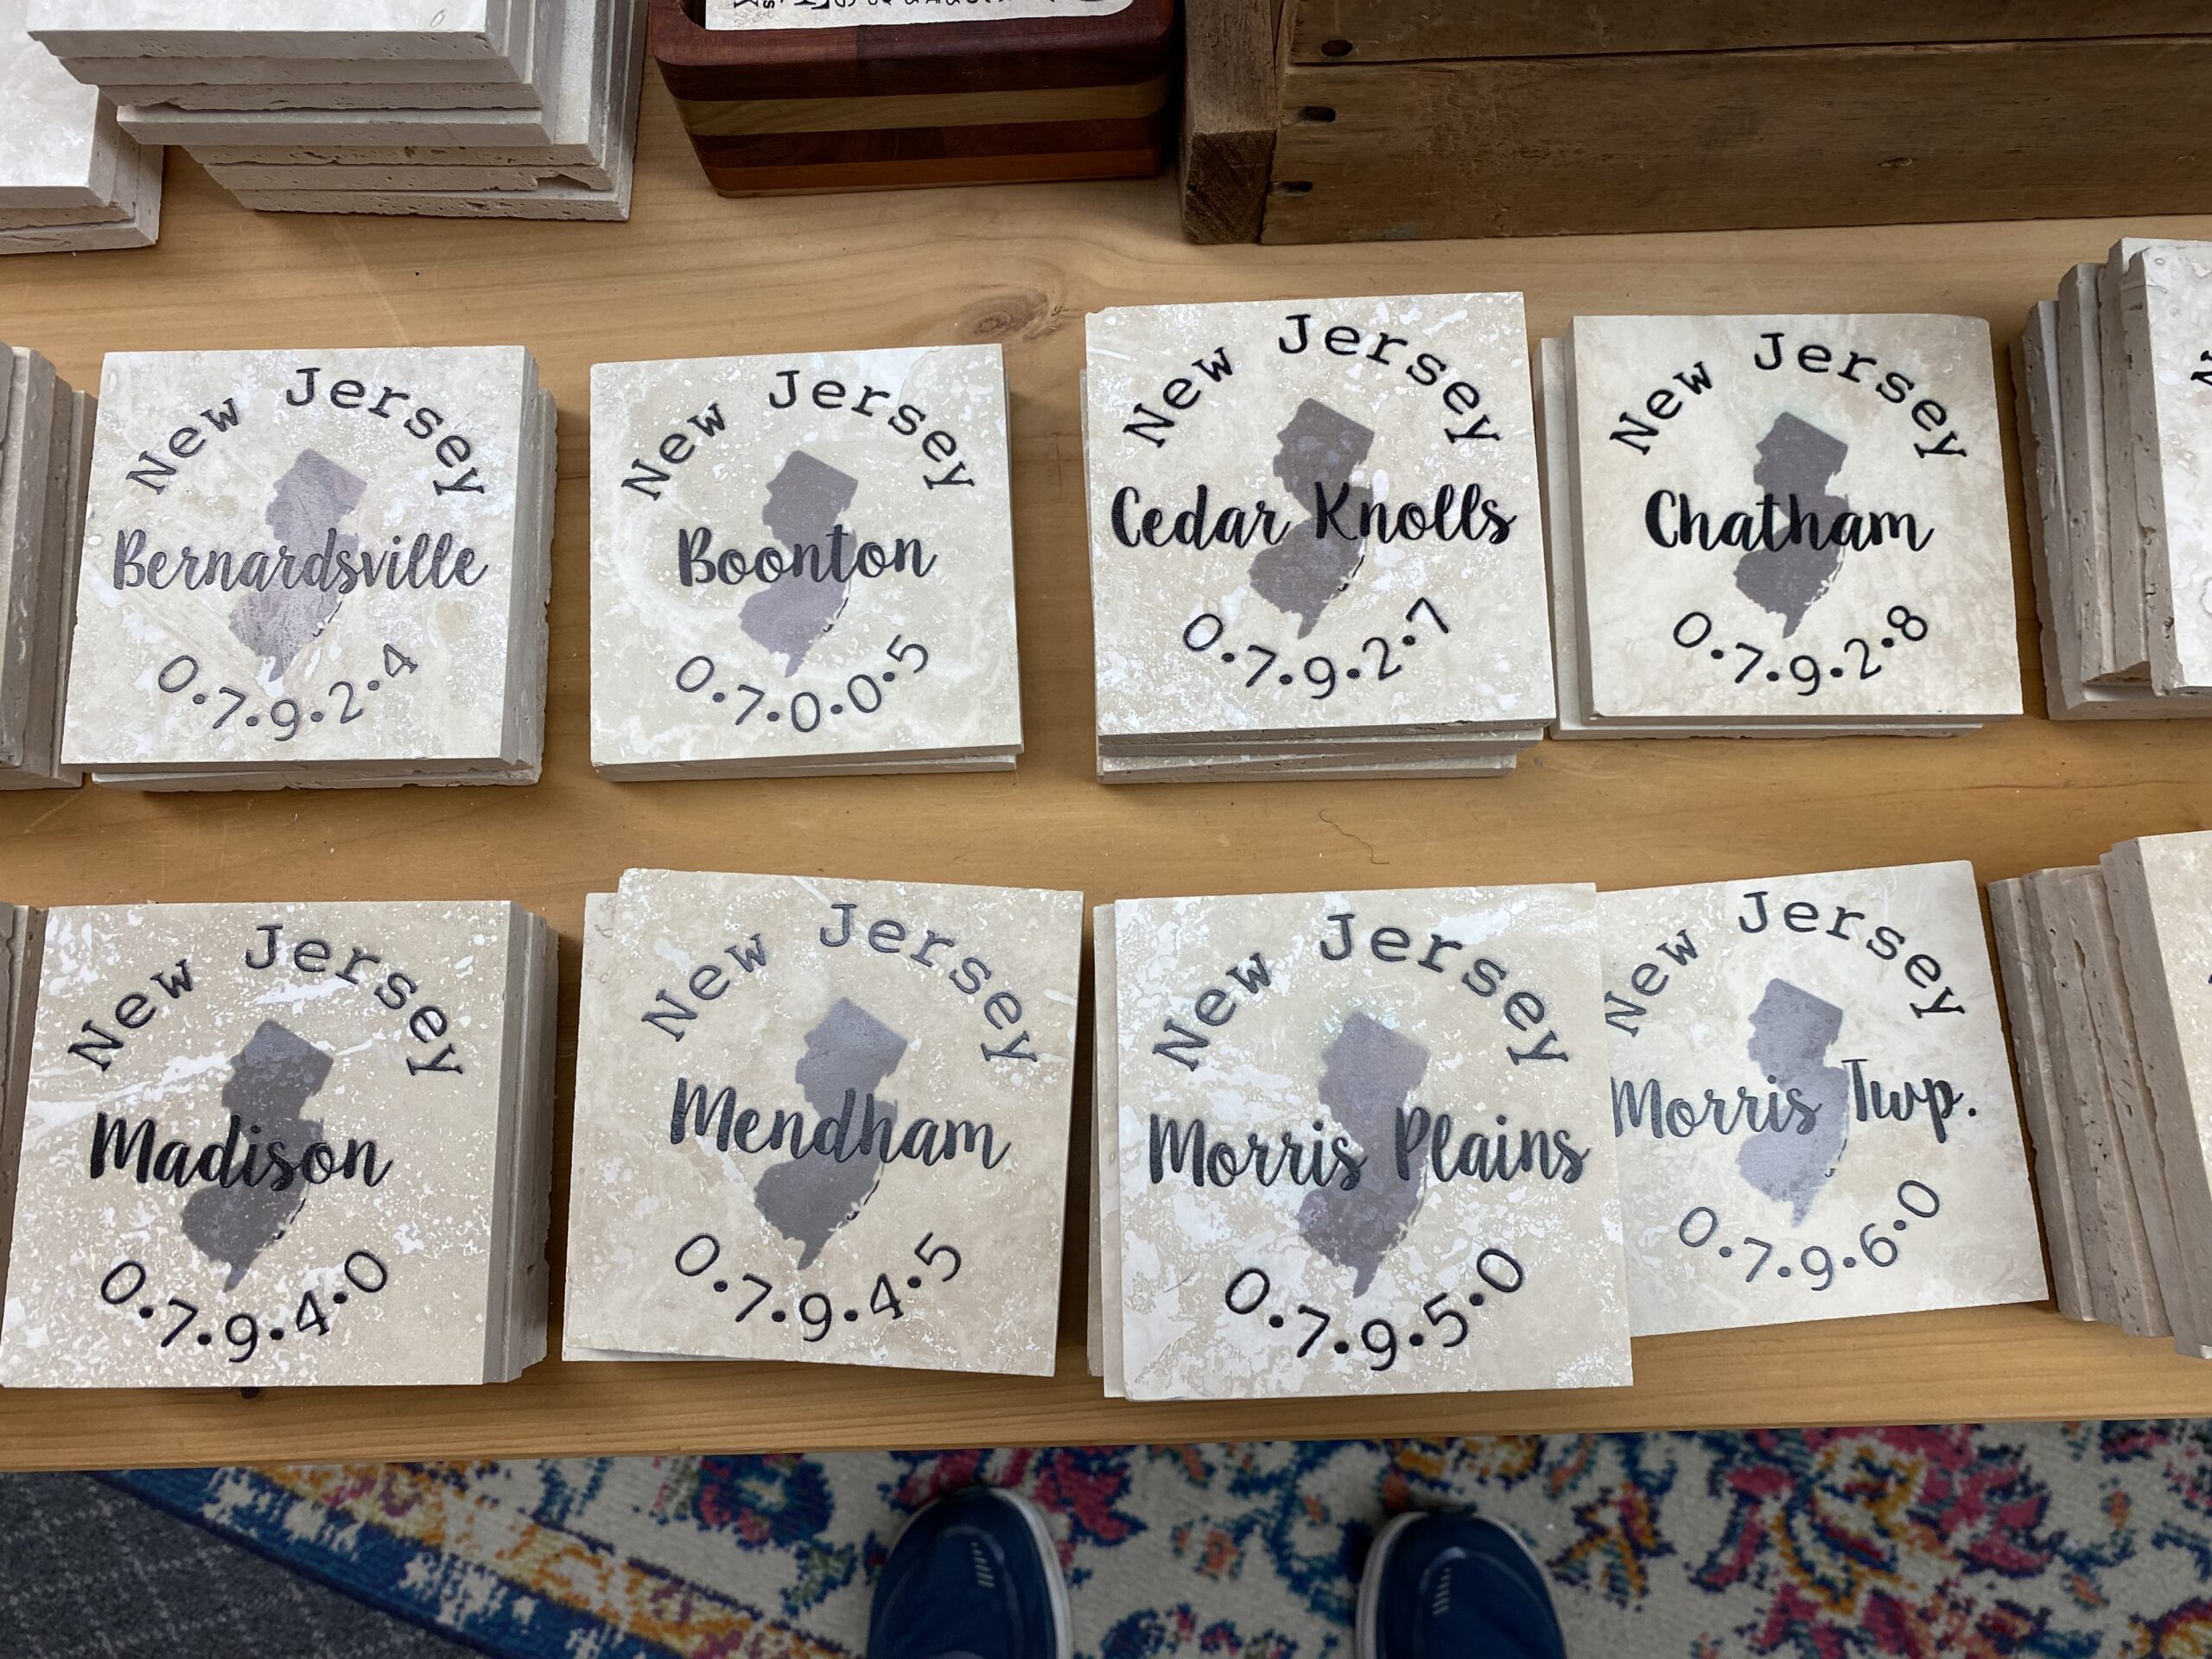 New Jersey
Bernardsville
0.7.9.2.4
New Jersey
Boonton
0.7.0.0.5
New Jersey
Cedar Knolls
0.7.9.2.7
New Jersey
Chatham
0.7.9.2.8
New Jersey
Madison
0.7.9.4.0
New Jersey
Mendham
0.7.9.4.5
New Jersey
Morris Plains
0.7.9.5.0
New Jersey
Morris Twp.
0.7.9.6.0